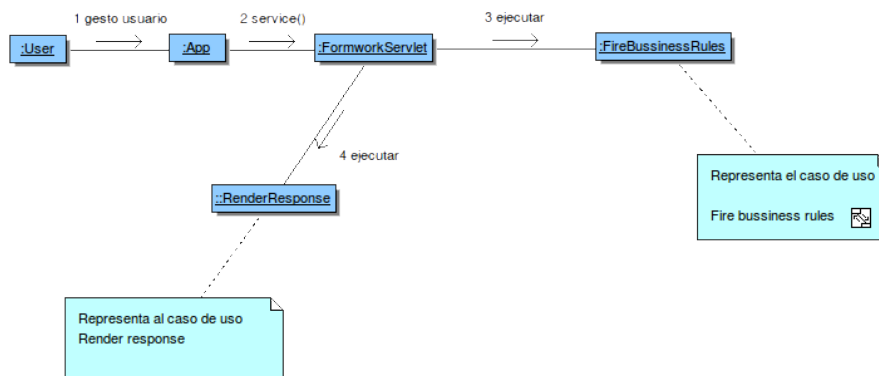 1 gesto usuario
2 service()
3 ejecutar
:User
:App
:FormworkServlet
:FireBussinessRules
4 ejecutar
::RenderResponse
Representa el caso de uso
Fire bussiness rules
Representa al caso de uso
Render response